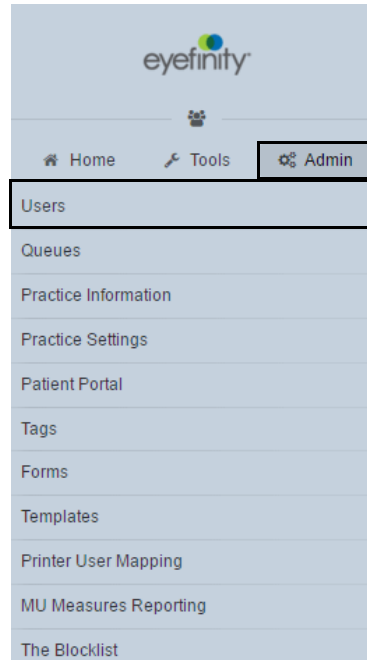 eyefinity
Home Tools Admin
Users
Queues
Practice Information
Practice Settings
Patient Portal
Tags
Forms
Templates
Printer User Mapping
MU Measures Reporting
The Blocklist